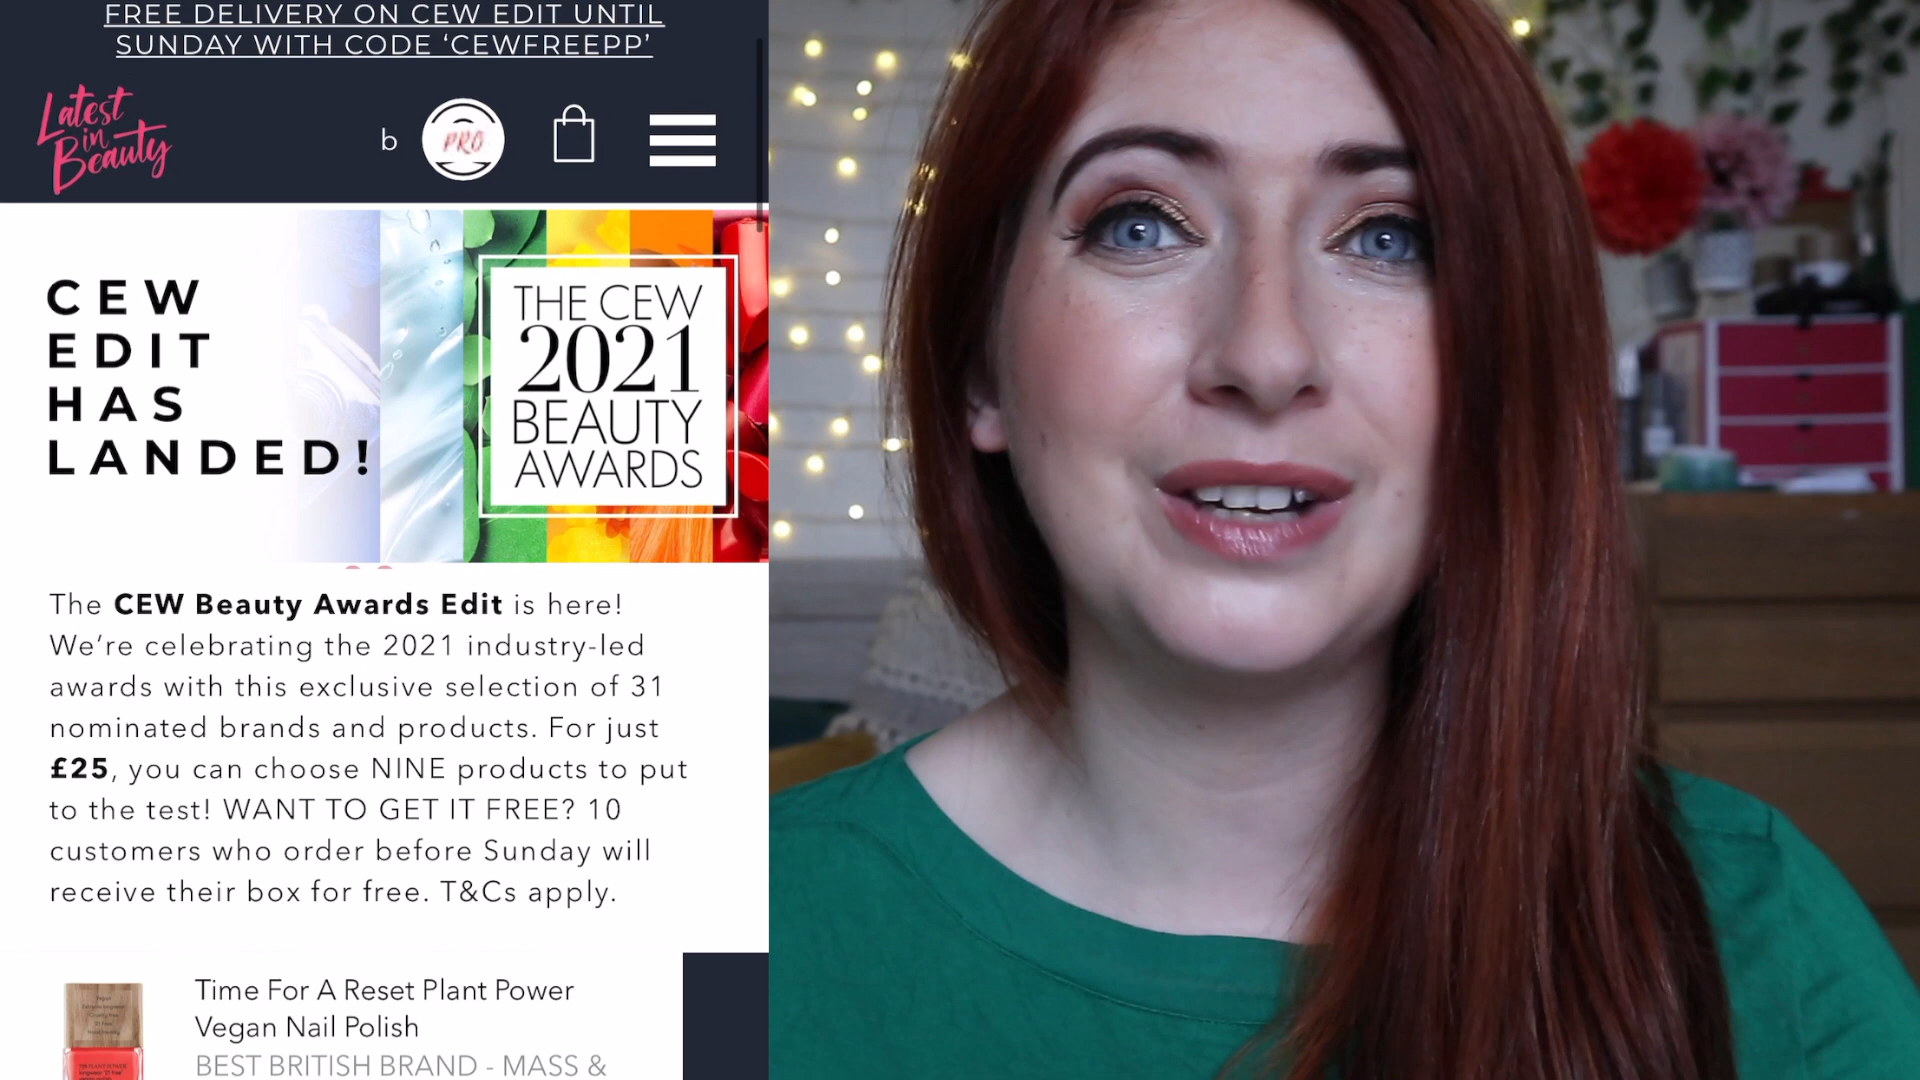 FREE DELIVERY ON CEW EDIT UNTIL
SUNDAY WITH CODE ‘CEWFREEPP’
Latest
in
Beauty
b
PRO
CEW
EDIT
HAS
LANDED!
THE CEW
2021
BEAUTY
AWARDS
The CEW Beauty Awards Edit is here!
We’re celebrating the 2021 industry-led
awards with this exclusive selection of 31
nominated brands and products. For just
£25, you can choose NINE products to put
to the test! WANT TO GET IT FREE? 10
customers who order before Sunday will
receive their box for free. T&Cs apply.
Time For A Reset Plant Power
Vegan Nail Polish
BEST BRITISH BRAND - MASS &